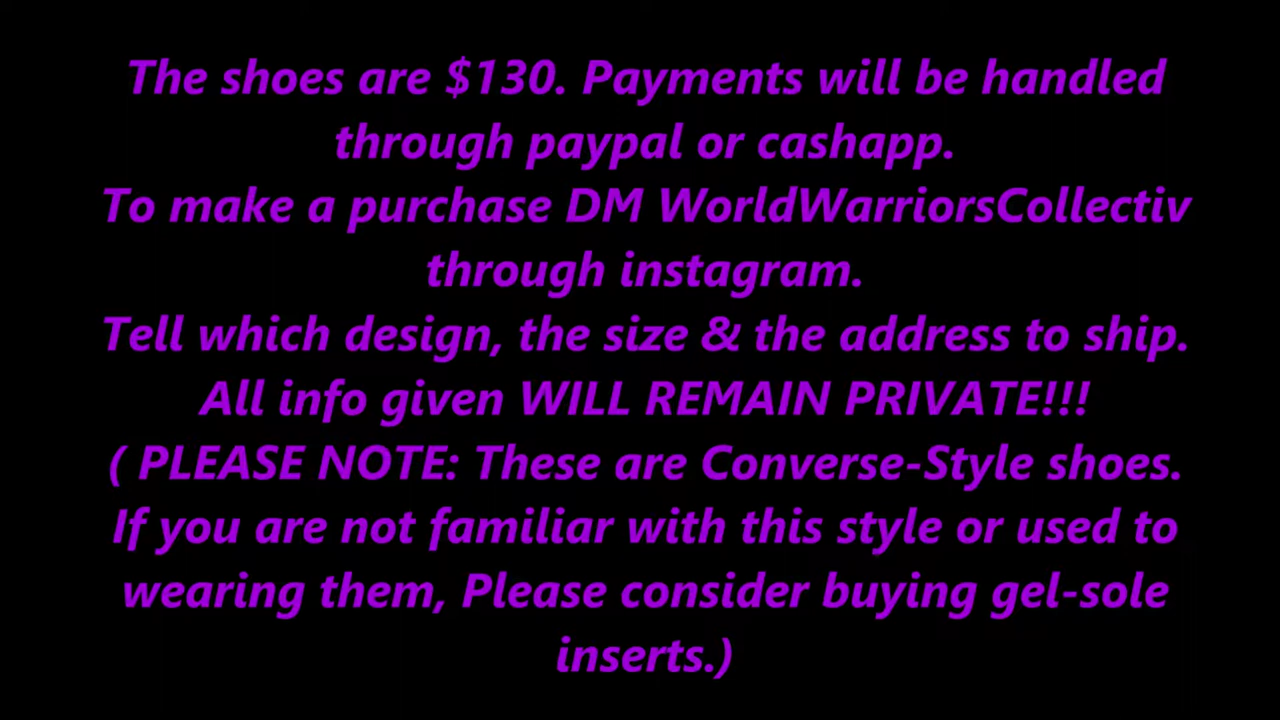 The shoes are $130. Payments will be handled
through paypal or cashapp.
To make a purchase DM WorldWarriorsCollectiv
through instagram.
Tell which design, the size & the address to ship.
All info given WILL REMAIN PRIVATE!!!
( PLEASE NOTE: These are Converse-Style shoes.
If you are not familiar with this style or used to
wearing them, Please consider buying gel-sole
inserts.)